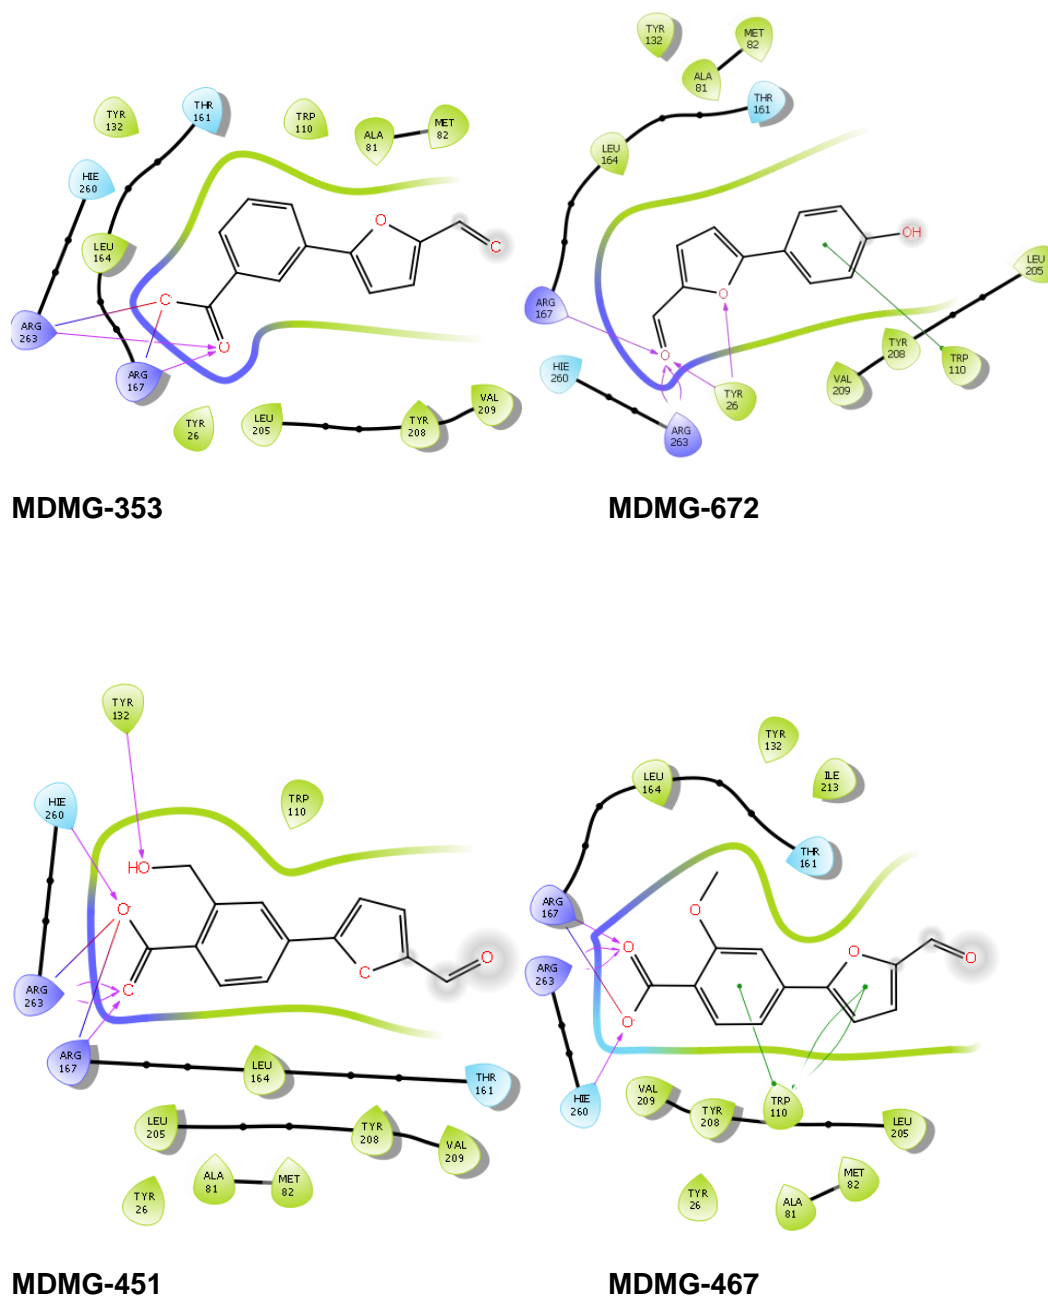 TYR
132
THR
161
TRP
110
ALA
81
MET
82
HIE
260
LEU
164
ARG
263
ARG
167
TYR
26
LEU
205
TYR
208
VAL
209
O
C
C
O
MDMG-353
TYR
132
MET
82
ALA
81
THR
161
LEU
164
OH
LEU
205
ARG
167
O
O
HIE
260
TYR
208
TRP
110
VAL
209
TYR
26
ARG
263
MDMG-672
TYR
132
HIE
260
TRP
110
HO
O-
C
C
O
ARG
263
ARG
167
LEU
164
THR
161
LEU
205
TYR
208
VAL
209
ALA
81
MET
82
TYR
26
MDMG-451
TYR
132
LEU
164
ILE
213
THR
161
ARG
167
O
O
O
O
O-
ARG
263
HIE
260
VAL
209
TYR
208
TRP
110
LEU
205
TYR
26
ALA
81
MET
82
MDMG-467